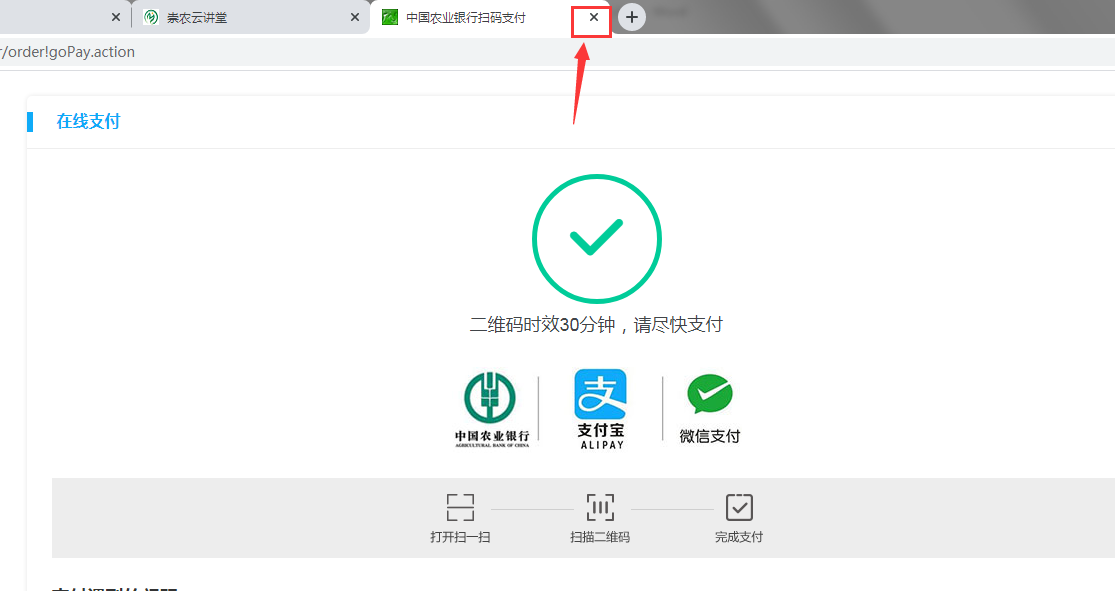 崇农云讲堂
中国农业银行扫码支付
/order!goPay.action
在线支付
二维码时效30分钟，请尽快支付
中国农业银行
AGRICULTURAL BANK OF CHINA
支付宝
ALIPAY
微信支付
打开扫一扫
扫描二维码
完成支付